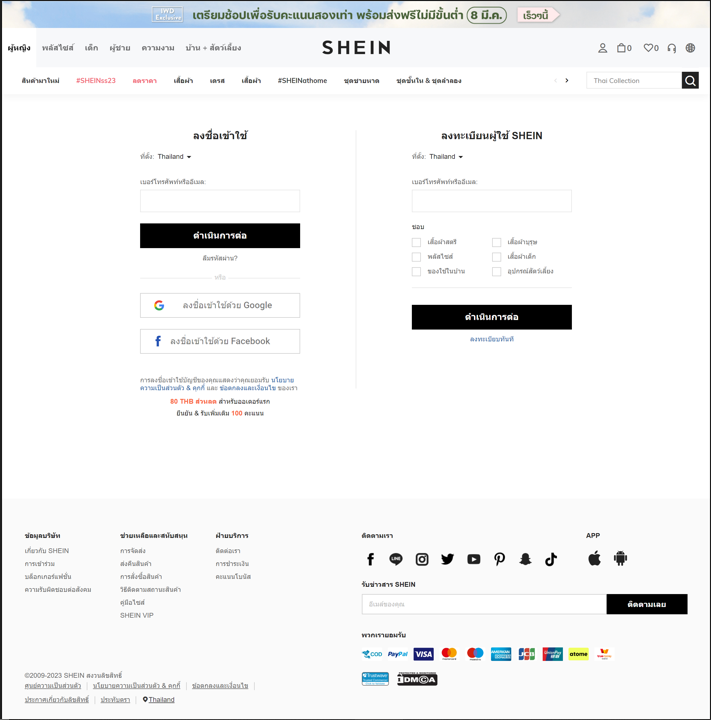 IWD Exclusive เตรียมช้อปเพื่อรับคะแนนสองเท่า พร้อมส่งฟรีไม่มีขั้นต่ำ 8 มี.ค. เร็วๆนี้
ผู้หญิง พลัสไซส์ เด็ก ผู้ชาย ความงาม บ้าน + สัตว์เลี้ยง SHEIN 0 0
สินค้ามาใหม่ #SHEINss23 ลดราคา เสื้อผ้า เดรส เสื้อผ้า #SHEINathome ชุดชายหาด ชุดชั้นใน & ชุดลำลอง Thai Collection
ลงชื่อเข้าใช้
ที่ตั้ง: Thailand
เบอร์โทรศัพท์หรืออีเมล:
ดำเนินการต่อ
ลืมรหัสผ่าน?
หรือ
ลงชื่อเข้าใช้ด้วย Google
ลงชื่อเข้าใช้ด้วย Facebook
การลงชื่อเข้าใช้บัญชีของคุณแสดงว่าคุณยอมรับ นโยบาย
ความเป็นส่วนตัว & คุกกี้ และ ข้อตกลงและเงื่อนไข ของเรา
80 THB ส่วนลด สำหรับออเดอร์แรก
ยืนยัน & รับเพิ่มเติม 100 คะแนน
ลงทะเบียนผู้ใช้ SHEIN
ที่ตั้ง: Thailand
เบอร์โทรศัพท์หรืออีเมล:
ชอบ
เสื้อผ้าสตรี เสื้อผ้าบุรุษ
พลัสไซส์ เสื้อผ้าเด็ก
ของใช้ในบ้าน อุปกรณ์สัตว์เลี้ยง
ดำเนินการต่อ
ลงทะเบียบทันที
ข้อมูลบริษัท
เกี่ยวกับ SHEIN
การเข้าร่วม
บล็อกเกอร์แฟชั่น
ความรับผิดชอบต่อสังคม
ช่วยเหลือและสนับสนุน
การจัดส่ง
ส่งคืนสินค้า
การสั่งซื้อสินค้า
วิธีติดตามสถานะสินค้า
คู่มือไซส์
SHEIN VIP
ฝ่ายบริการ
ติดต่อเรา
การชำระเงิน
คะแนนโบนัส
ติดตามเรา
LINE
APP
รับข่าวสาร SHEIN
อีเมล์ของคุณ ติดตามเลย
พวกเรายอมรับ
COD PayPal VISA JCB atome
Trustwave DMCA
©2009-2023 SHEIN สงวนลิขสิทธิ์
ศูนย์ความเป็นส่วนตัว | นโยบายความเป็นส่วนตัว & คุกกี้ | ข้อตกลงและเงื่อนไข |
ประกาศเกี่ยวกับลิขสิทธิ์ | ประทับตรา | Thailand